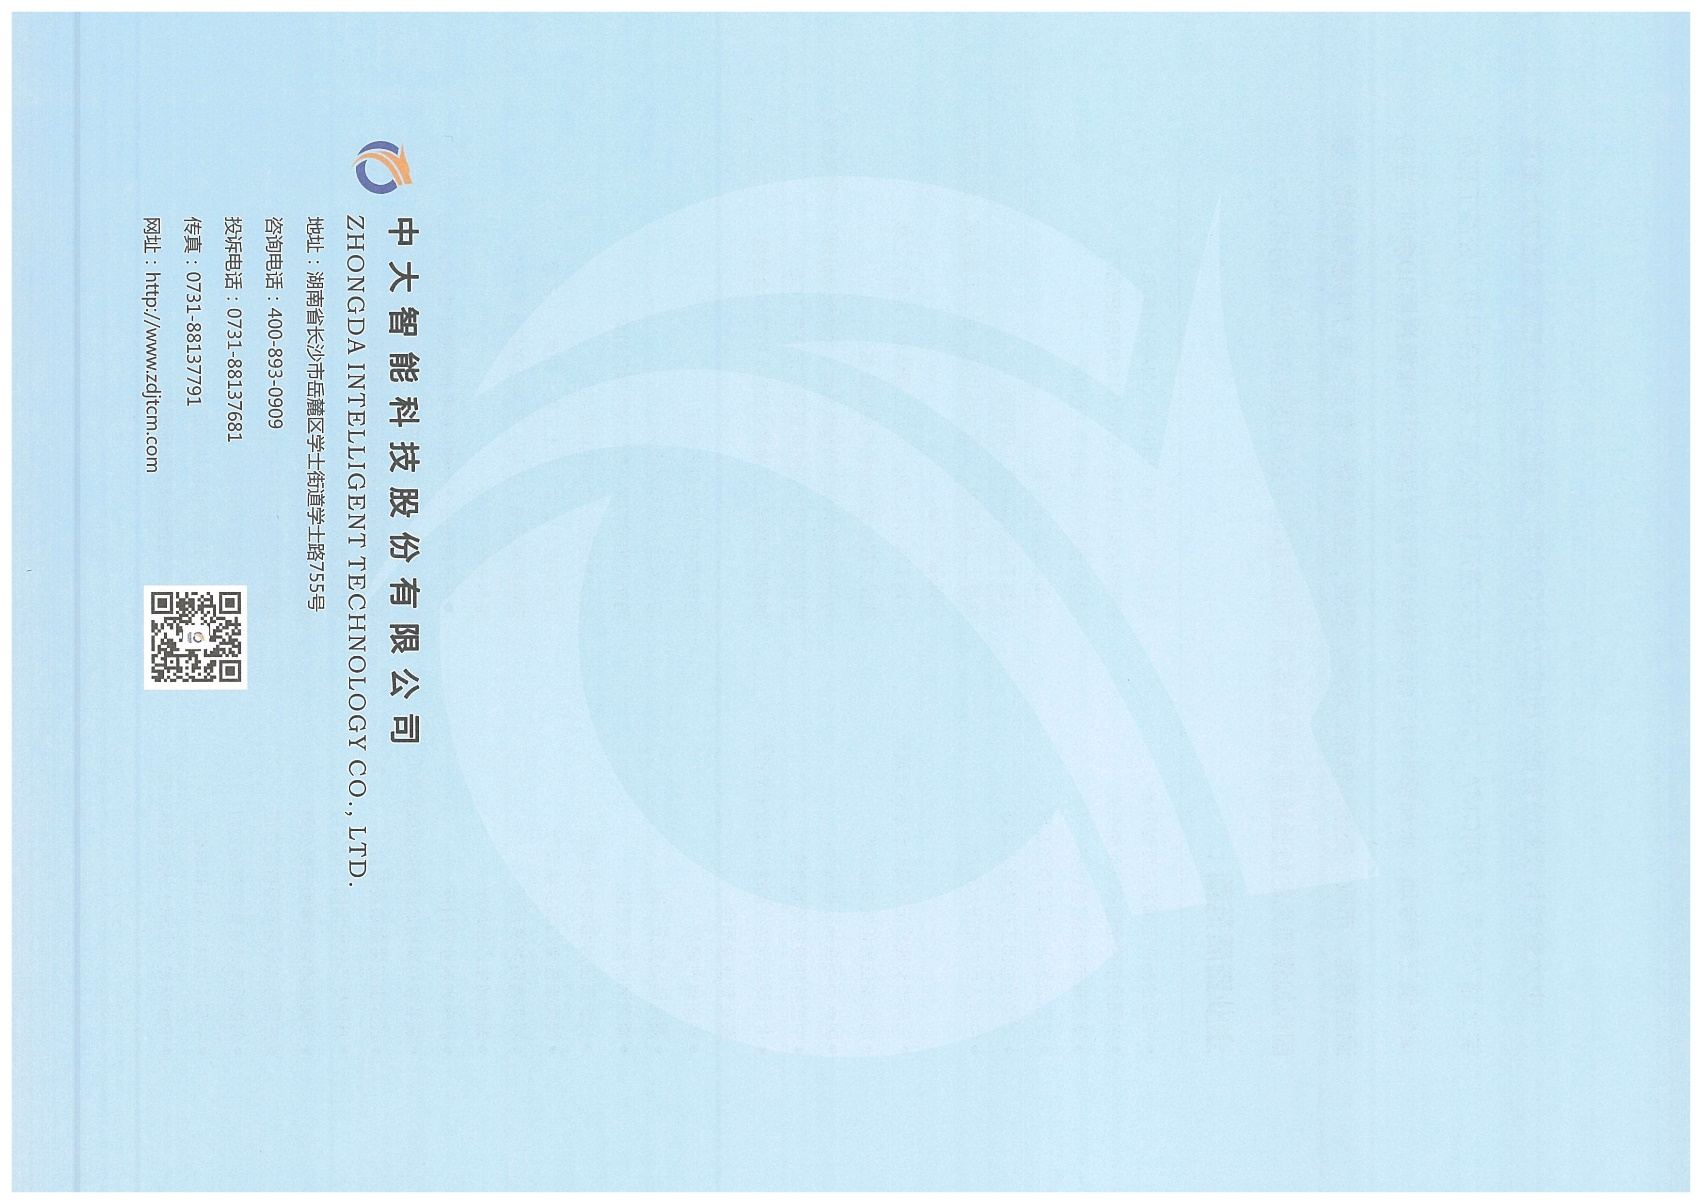 中大智能科技股份有限公司
ZHONGDA INTELLIGENT TECHNOLOGY CO., LTD.
地址：湖南省长沙市岳麓区学士街道学士路755号
咨询电话：400-893-0909
投诉电话：0731-88137681
传真：0731-88137791
网址：http://www.zdjtcm.com